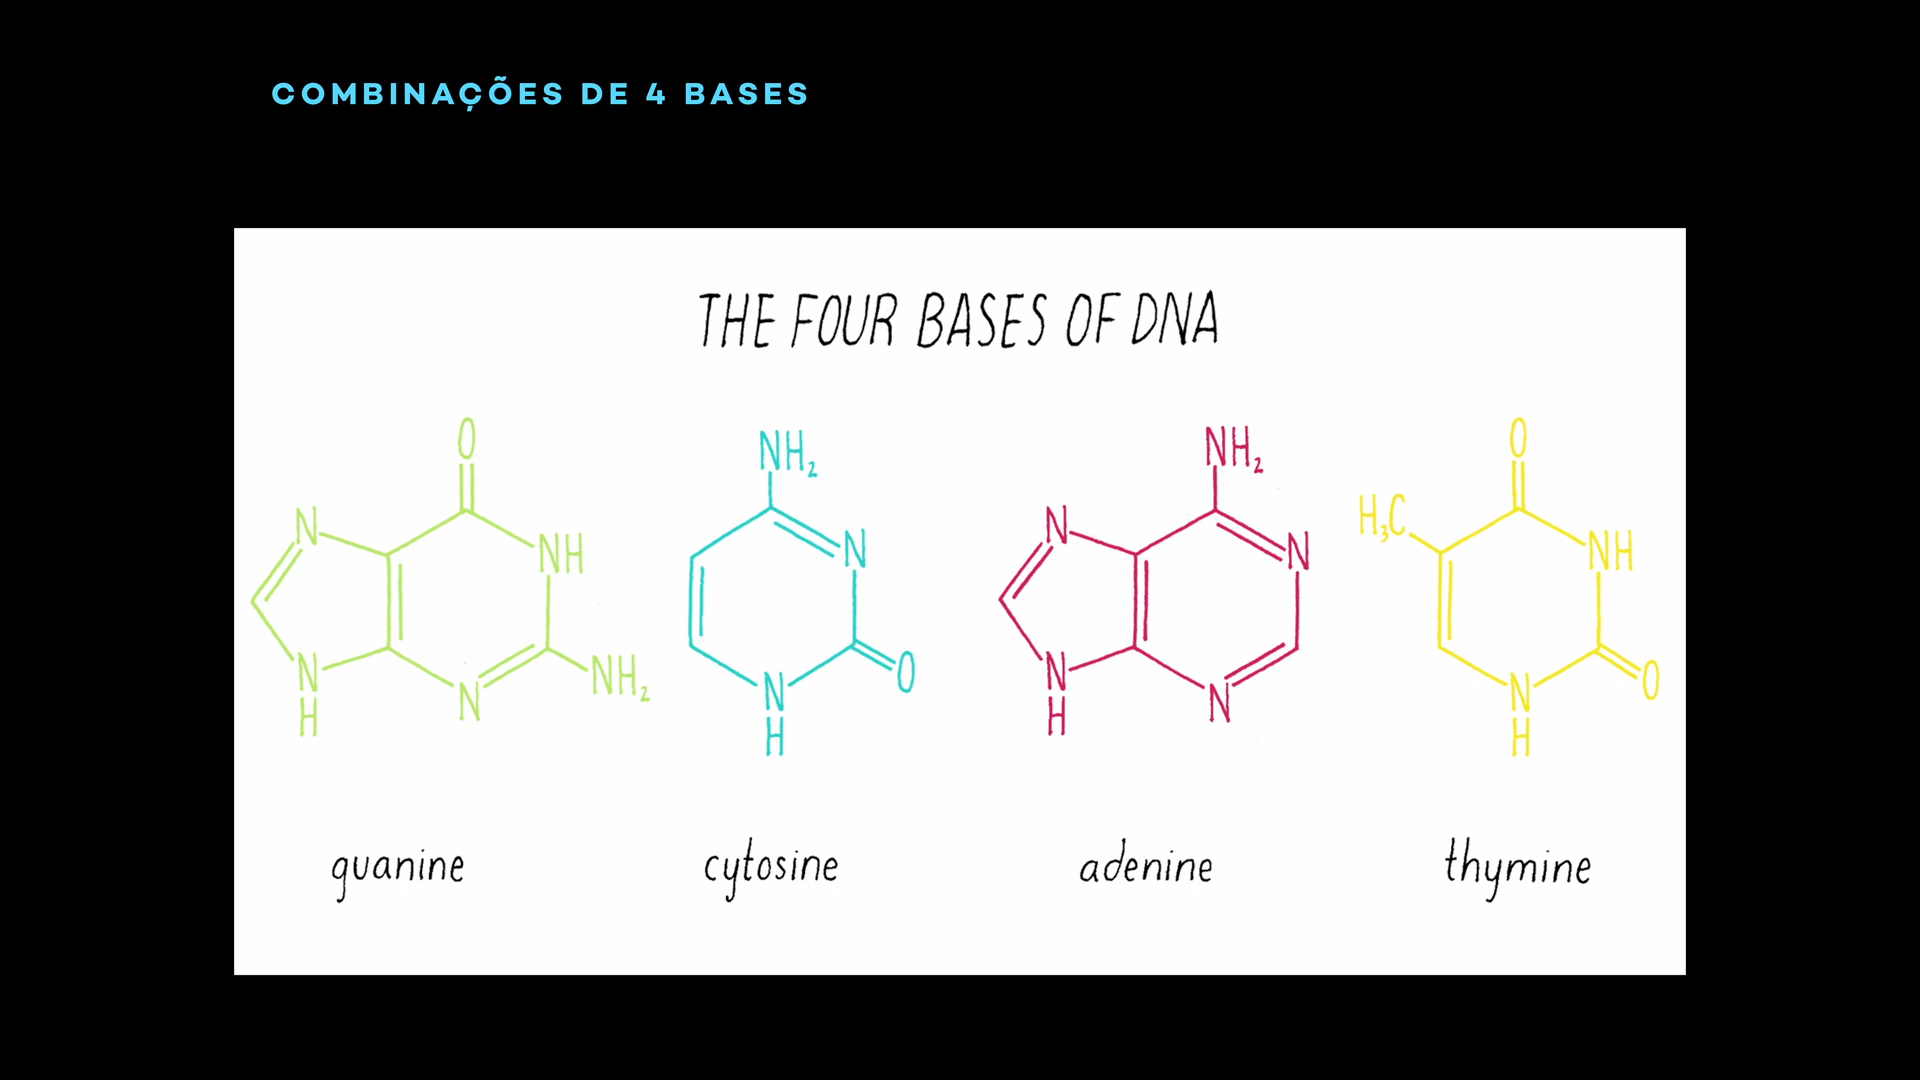 COMBINAÇÕES DE 4 BASES
THE FOUR BASES OF DNA
O
N
NH
N
H
N
NH₂
NH₂
N
N
H
O
NH₂
N
N
N
H
N
O
H₃C
NH
N
H
O
guanine
cytosine
adenine
thymine